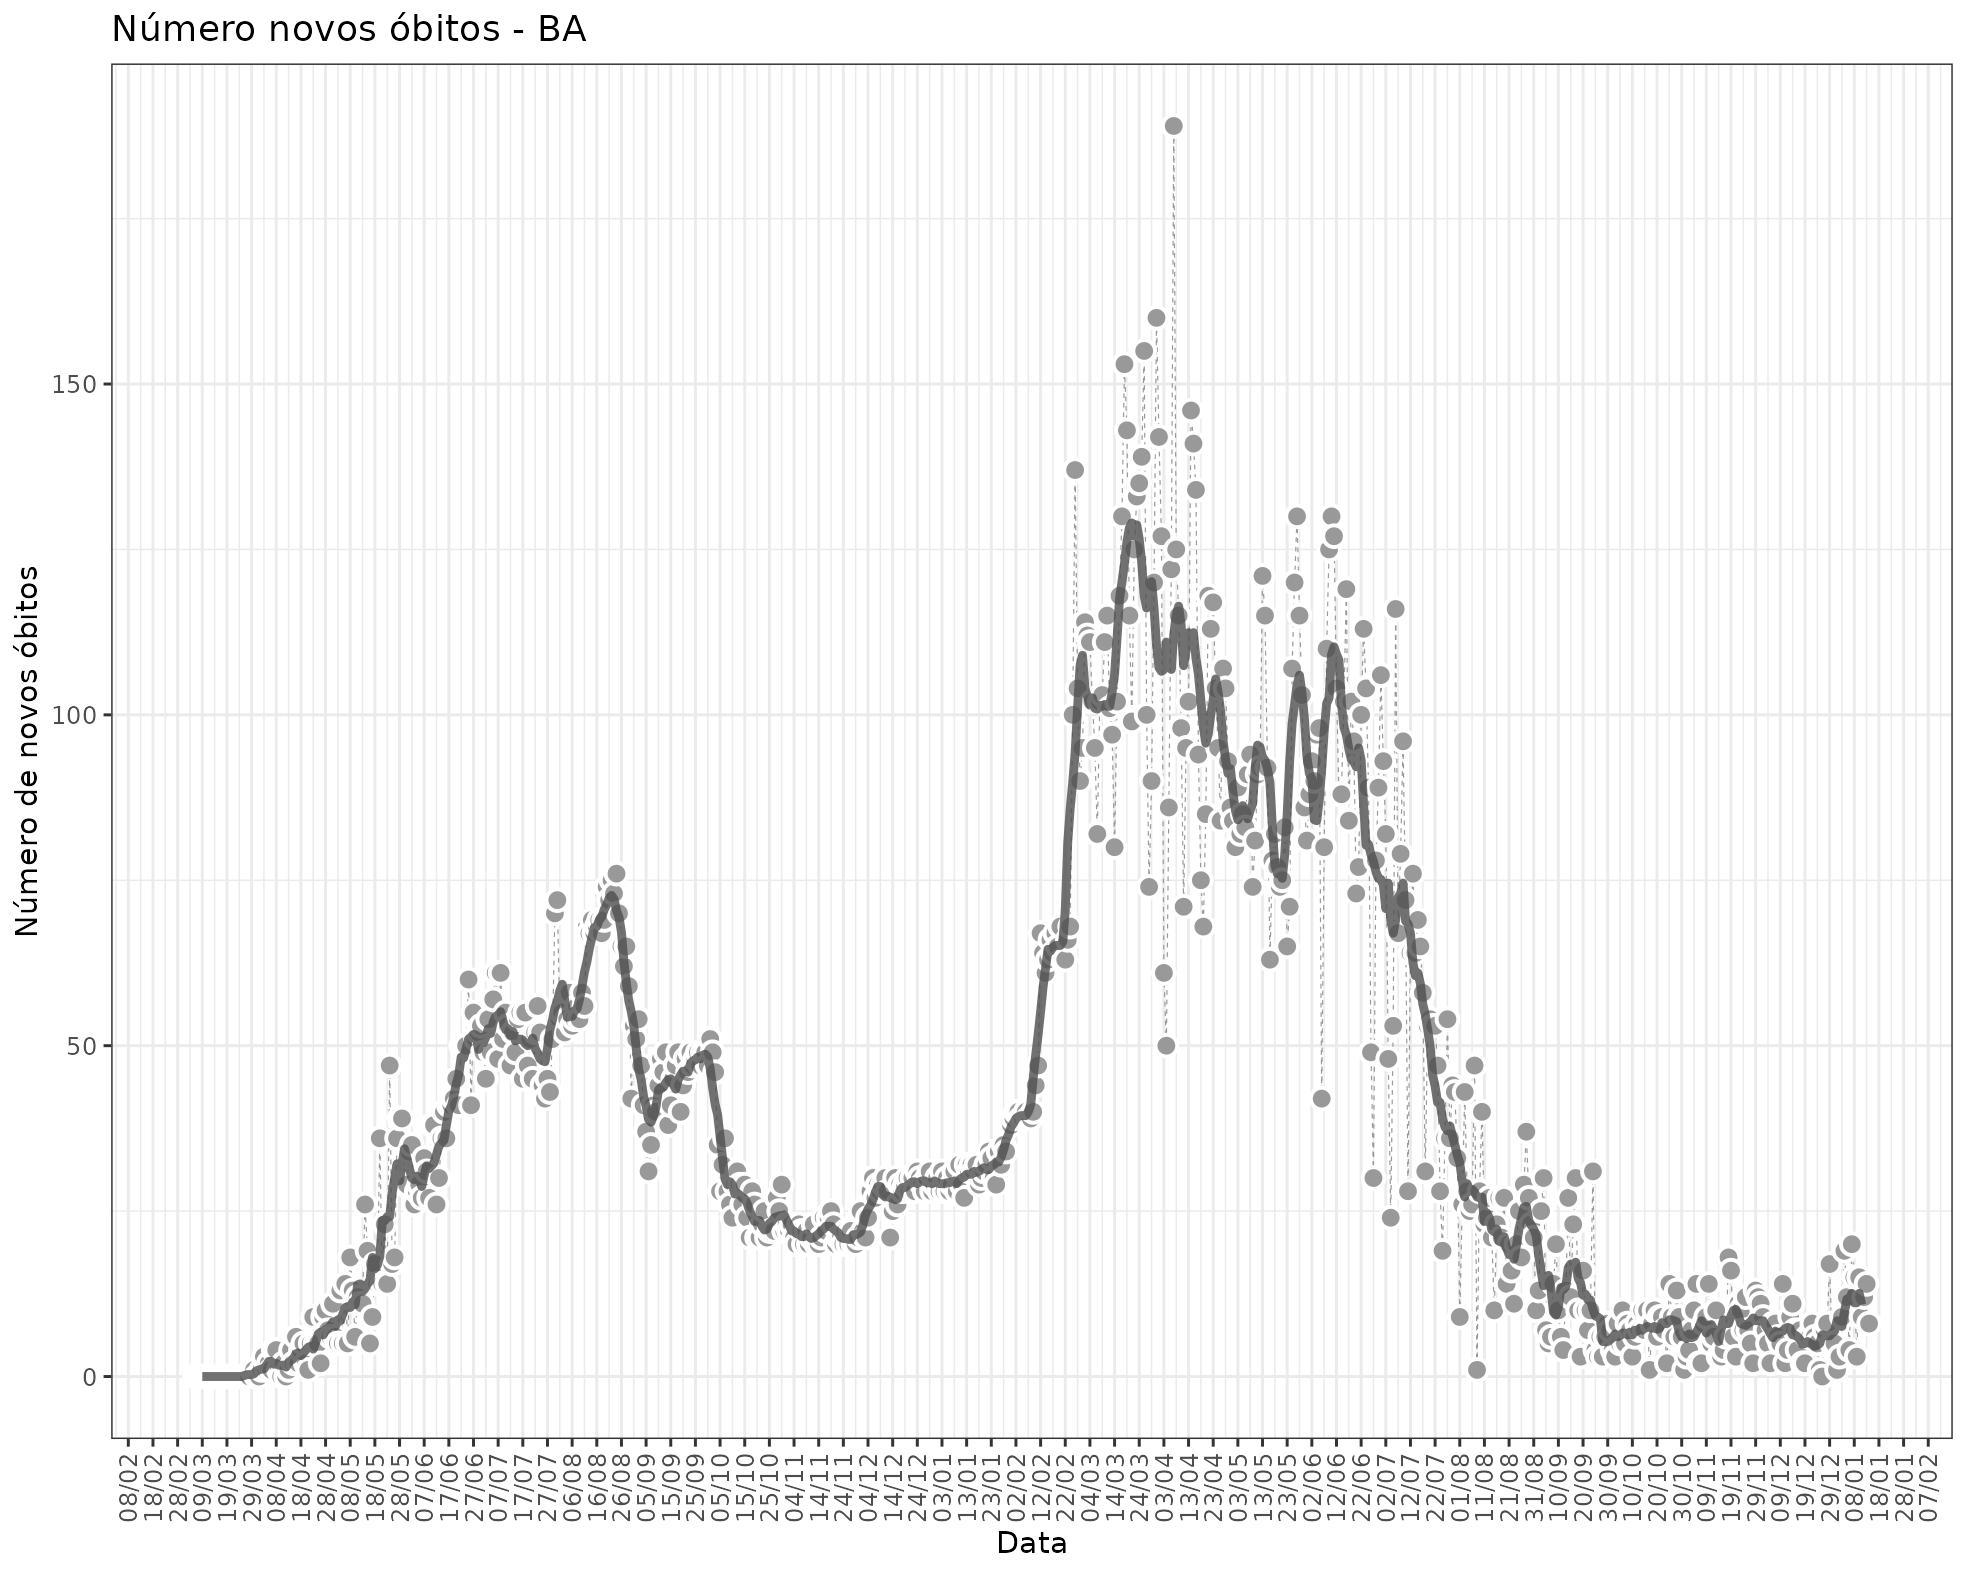 Número novos óbitos - BA
Número de novos óbitos
150
100
50
0
08/02 18/02 28/02 09/03 19/03 29/03 08/04 18/04 28/04 08/05 18/05 28/05 07/06 17/06 27/06 07/07 17/07 27/07 06/08 16/08 26/08 05/09 15/09 25/09 05/10 15/10 25/10 04/11 14/11 24/11 04/12 14/12 24/12 03/01 13/01 23/01 02/02 12/02 22/02 04/03 14/03 24/03 03/04 13/04 23/04 03/05 13/05 23/05 02/06 12/06 22/06 02/07 12/07 22/07 01/08 11/08 21/08 31/08 10/09 20/09 30/09 10/10 20/10 30/10 09/11 19/11 29/11 09/12 19/12 29/12 08/01 18/01 28/01 07/02
Data